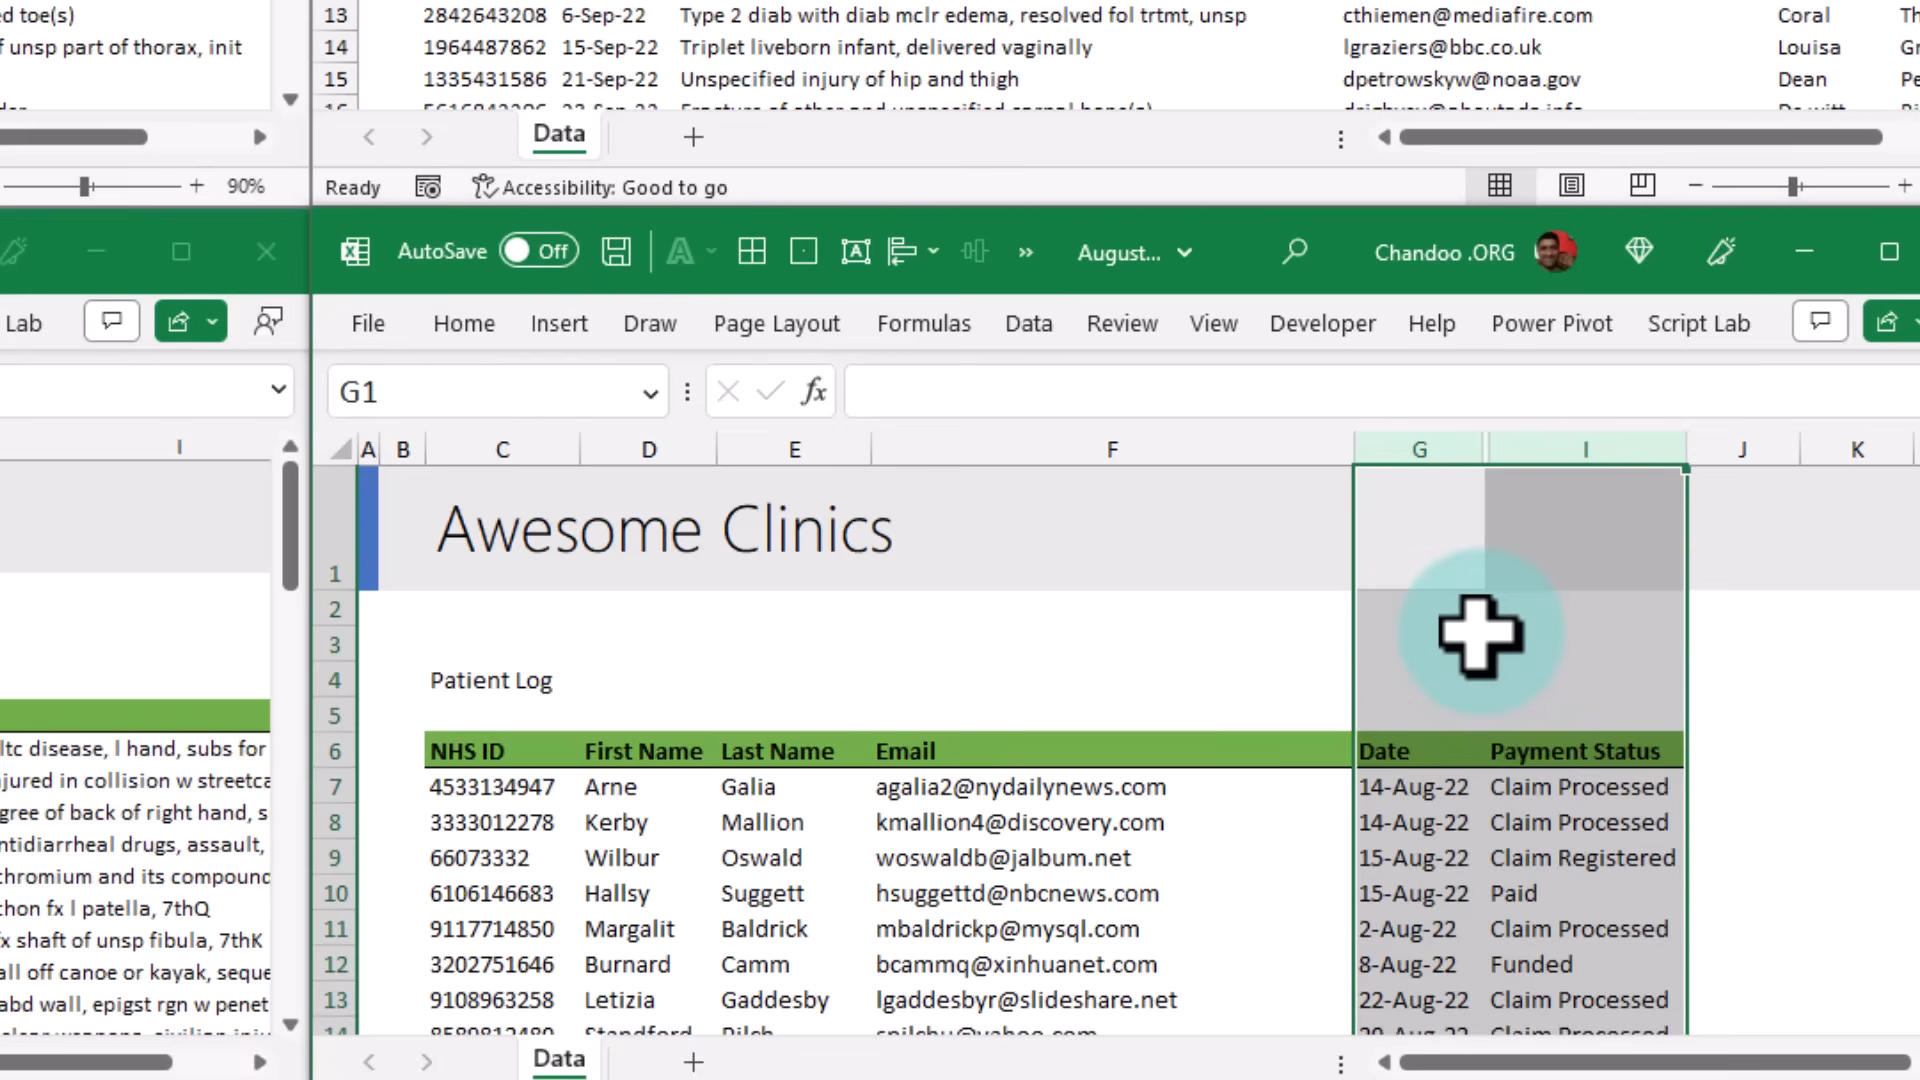 ed toe(s)
f unsp part of thorax, init
90%
13 2842643208 6-Sep-22 Type 2 diab with diab mclr edema, resolved fol trtmt, unsp cthiemen@mediafire.com Coral Th
14 1964487862 15-Sep-22 Triplet liveborn infant, delivered vaginally lgraziers@bbc.co.uk Louisa Gr
15 1335431586 21-Sep-22 Unspecified injury of hip and thigh dpetrowskyw@noaa.gov Dean Pe
Data
Ready Accessibility: Good to go
AutoSave Off August... Chandoo .ORG
Lab
File Home Insert Draw Page Layout Formulas Data Review View Developer Help Power Pivot Script Lab
G1 fx
I
A B C D E F G I J K
1 Awesome Clinics
2
3
4 Patient Log
5
6 NHS ID First Name Last Name Email Date Payment Status
7 4533134947 Arne Galia agalia2@nydailynews.com 14-Aug-22 Claim Processed
8 3333012278 Kerby Mallion kmallion4@discovery.com 14-Aug-22 Claim Processed
9 66073332 Wilbur Oswald woswaldb@jalbum.net 15-Aug-22 Claim Registered
10 6106146683 Hallsy Suggett hsuggettd@nbcnews.com 15-Aug-22 Paid
11 9117714850 Margalit Baldrick mbaldrickp@mysql.com 2-Aug-22 Claim Processed
12 3202751646 Burnard Camm bcammq@xinhuanet.com 8-Aug-22 Funded
13 9108963258 Letizia Gaddesby lgaddesbyr@slideshare.net 22-Aug-22 Claim Processed
ltc disease, l hand, subs for
jured in collision w streetca
gree of back of right hand, s
ntidiarrheal drugs, assault,
chromium and its compound
thon fx l patella, 7thQ
fx shaft of unsp fibula, 7thK
all off canoe or kayak, seque
abd wall, epigst rgn w penet
Data